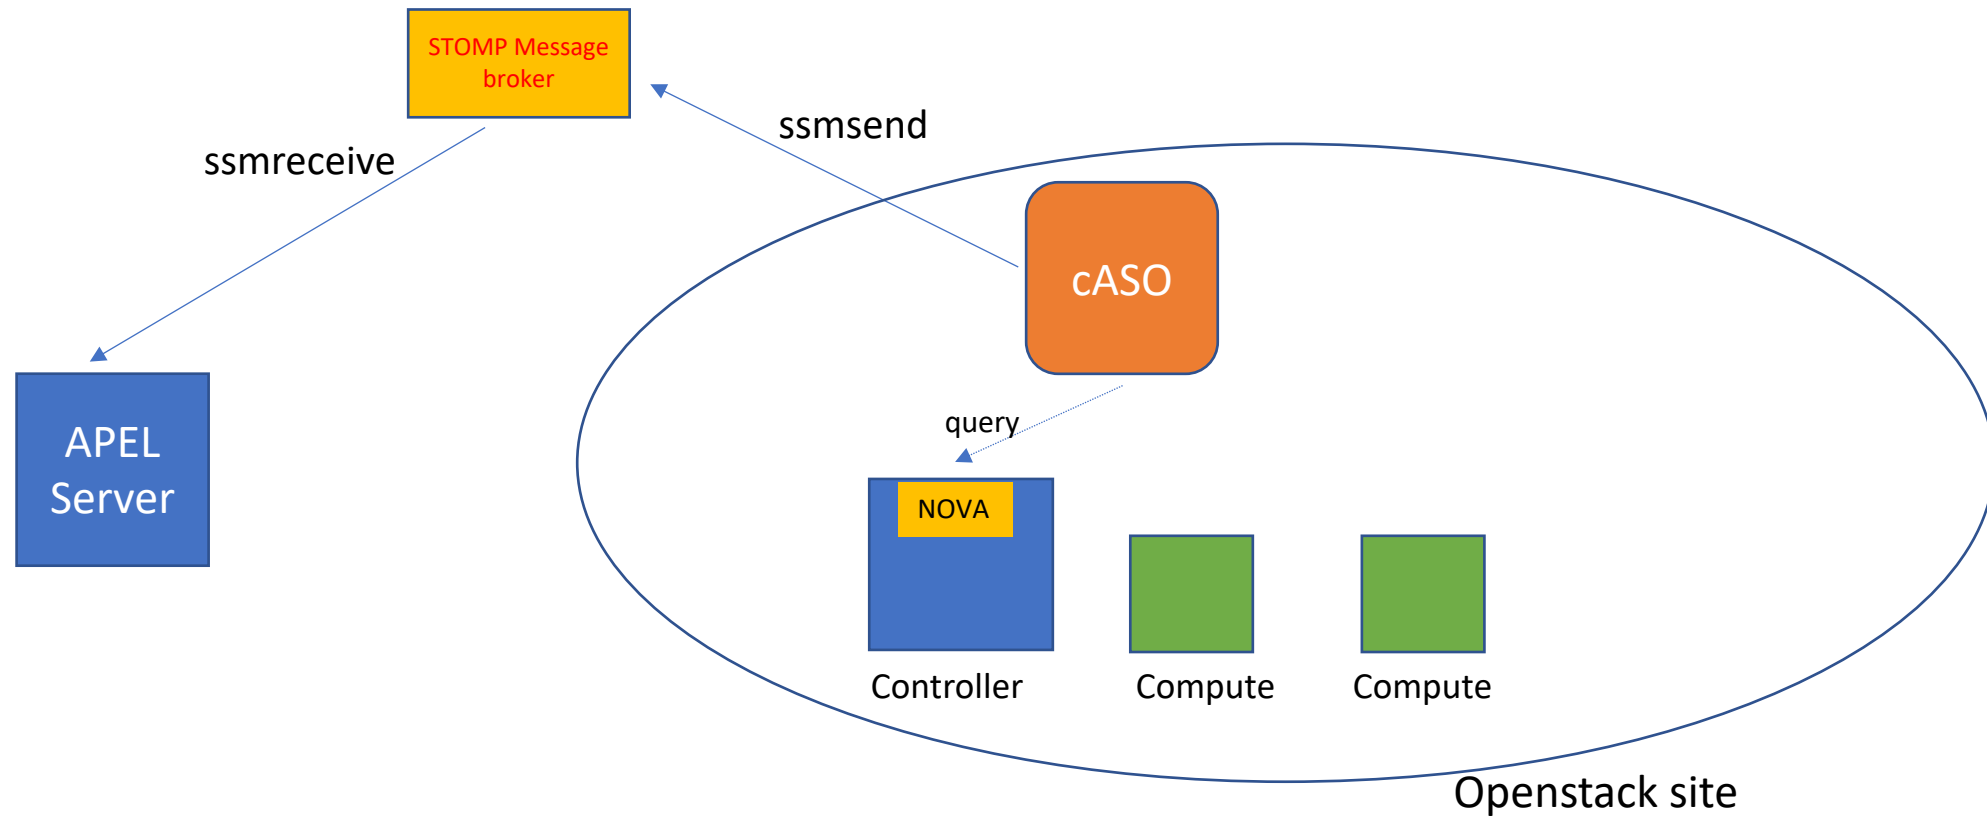 STOMP Message
broker
ssmsend
ssmreceive
cASO
query
APEL
Server
NOVA
Controller
Compute
Compute
Openstack site